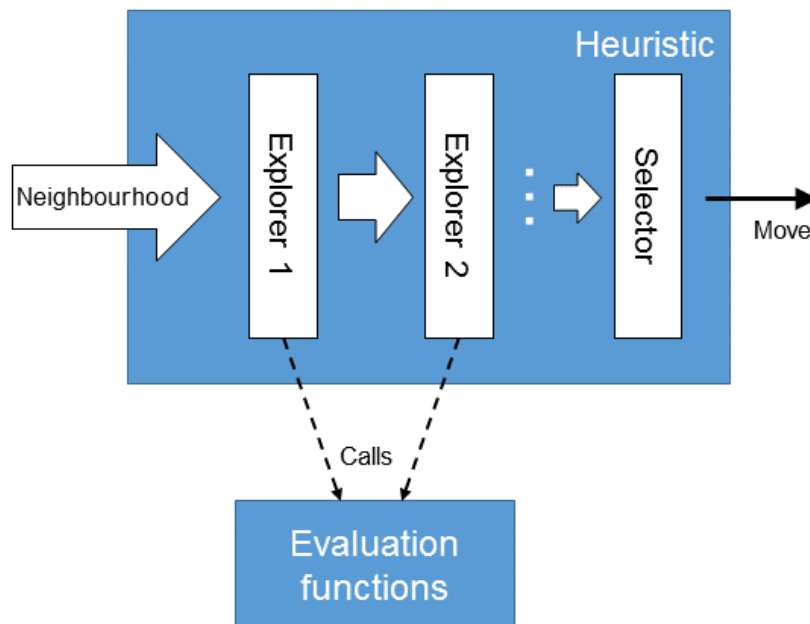 Heuristic
Neighbourhood
Explorer 1
Explorer 2
Selector
Move
Calls
Evaluation
functions